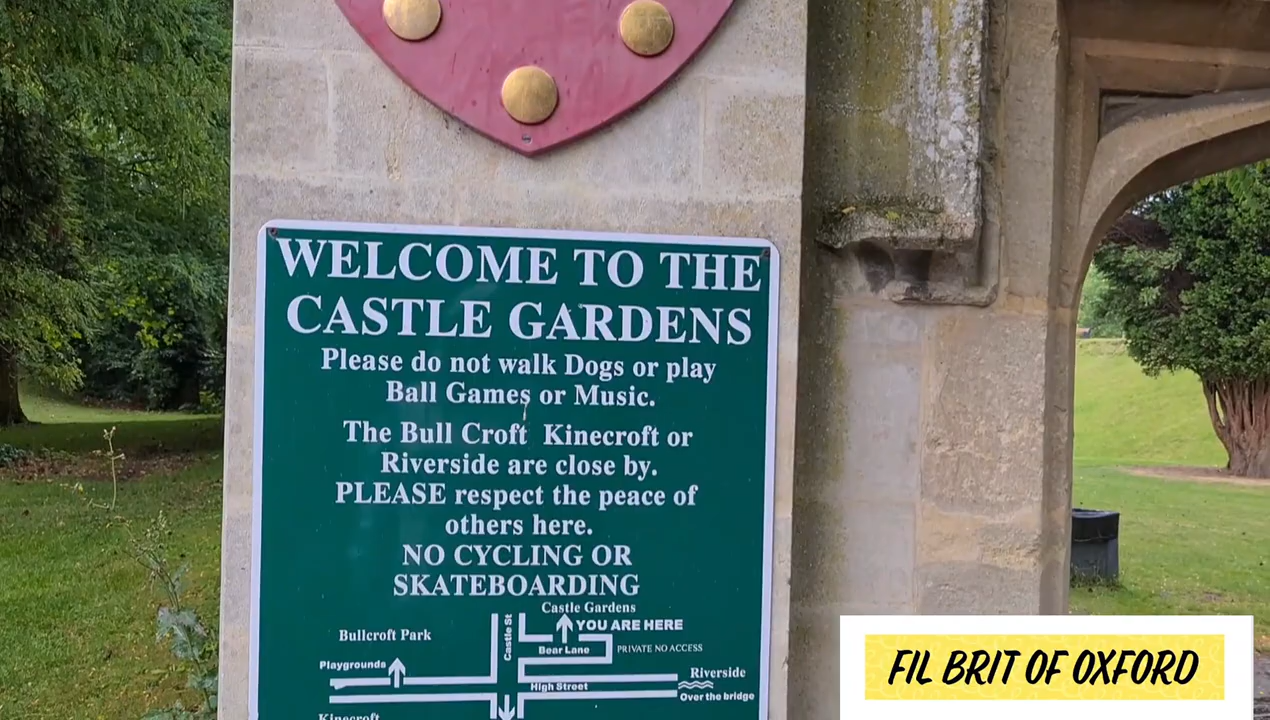 WELCOME TO THE
CASTLE GARDENS
Please do not walk Dogs or play
Ball Games or Music.
The Bull Croft Kinecroft or
Riverside are close by.
PLEASE respect the peace of
others here.
NO CYCLING OR
SKATEBOARDING
Castle Gardens
YOU ARE HERE
Castle St
Bullcroft Park
Bear Lane
PRIVATE NO ACCESS
Playgrounds
Riverside
High Street
Over the bridge
Kinecroft
FIL BRIT OF OXFORD